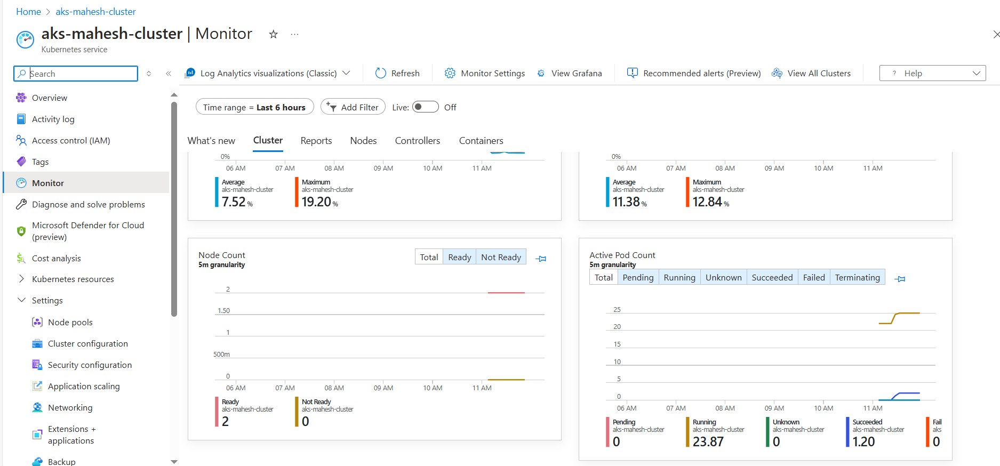 Home > aks-mahesh-cluster
aks-mahesh-cluster | Monitor
Kubernetes service
Search
Log Analytics visualizations (Classic)
Refresh
Monitor Settings
View Grafana
Recommended alerts (Preview)
View All Clusters
? Help
Overview
Activity log
Access control (IAM)
Tags
Monitor
Diagnose and solve problems
Microsoft Defender for Cloud
(preview)
Cost analysis
Kubernetes resources
Settings
Node pools
Cluster configuration
Security configuration
Application scaling
Networking
Extensions +
applications
Backup
Time range = Last 6 hours
Add Filter
Live: Off
What's new Cluster Reports Nodes Controllers Containers
0%
06 AM 07 AM 08 AM 09 AM 10 AM 11 AM
Average
aks-mahesh-cluster
7.52 %
Maximum
aks-mahesh-cluster
19.20 %
0%
06 AM 07 AM 08 AM 09 AM 10 AM 11 AM
Average
aks-mahesh-cluster
11.38 %
Maximum
aks-mahesh-cluster
12.84 %
Node Count
5m granularity
Total Ready Not Ready
2
1.50
1
500m
0
06 AM 07 AM 08 AM 09 AM 10 AM 11 AM
Ready
aks-mahesh-cluster
2
Not Ready
aks-mahesh-cluster
0
Active Pod Count
5m granularity
Total Pending Running Unknown Succeeded Failed Terminating
25
20
15
10
5
0
06 AM 07 AM 08 AM 09 AM 10 AM 11 AM
Pending
aks-mahesh-cluster
0
Running
aks-mahesh-cluster
23.87
Unknown
aks-mahesh-cluster
0
Succeeded
aks-mahesh-cluster
1.20
Fail
aks
0